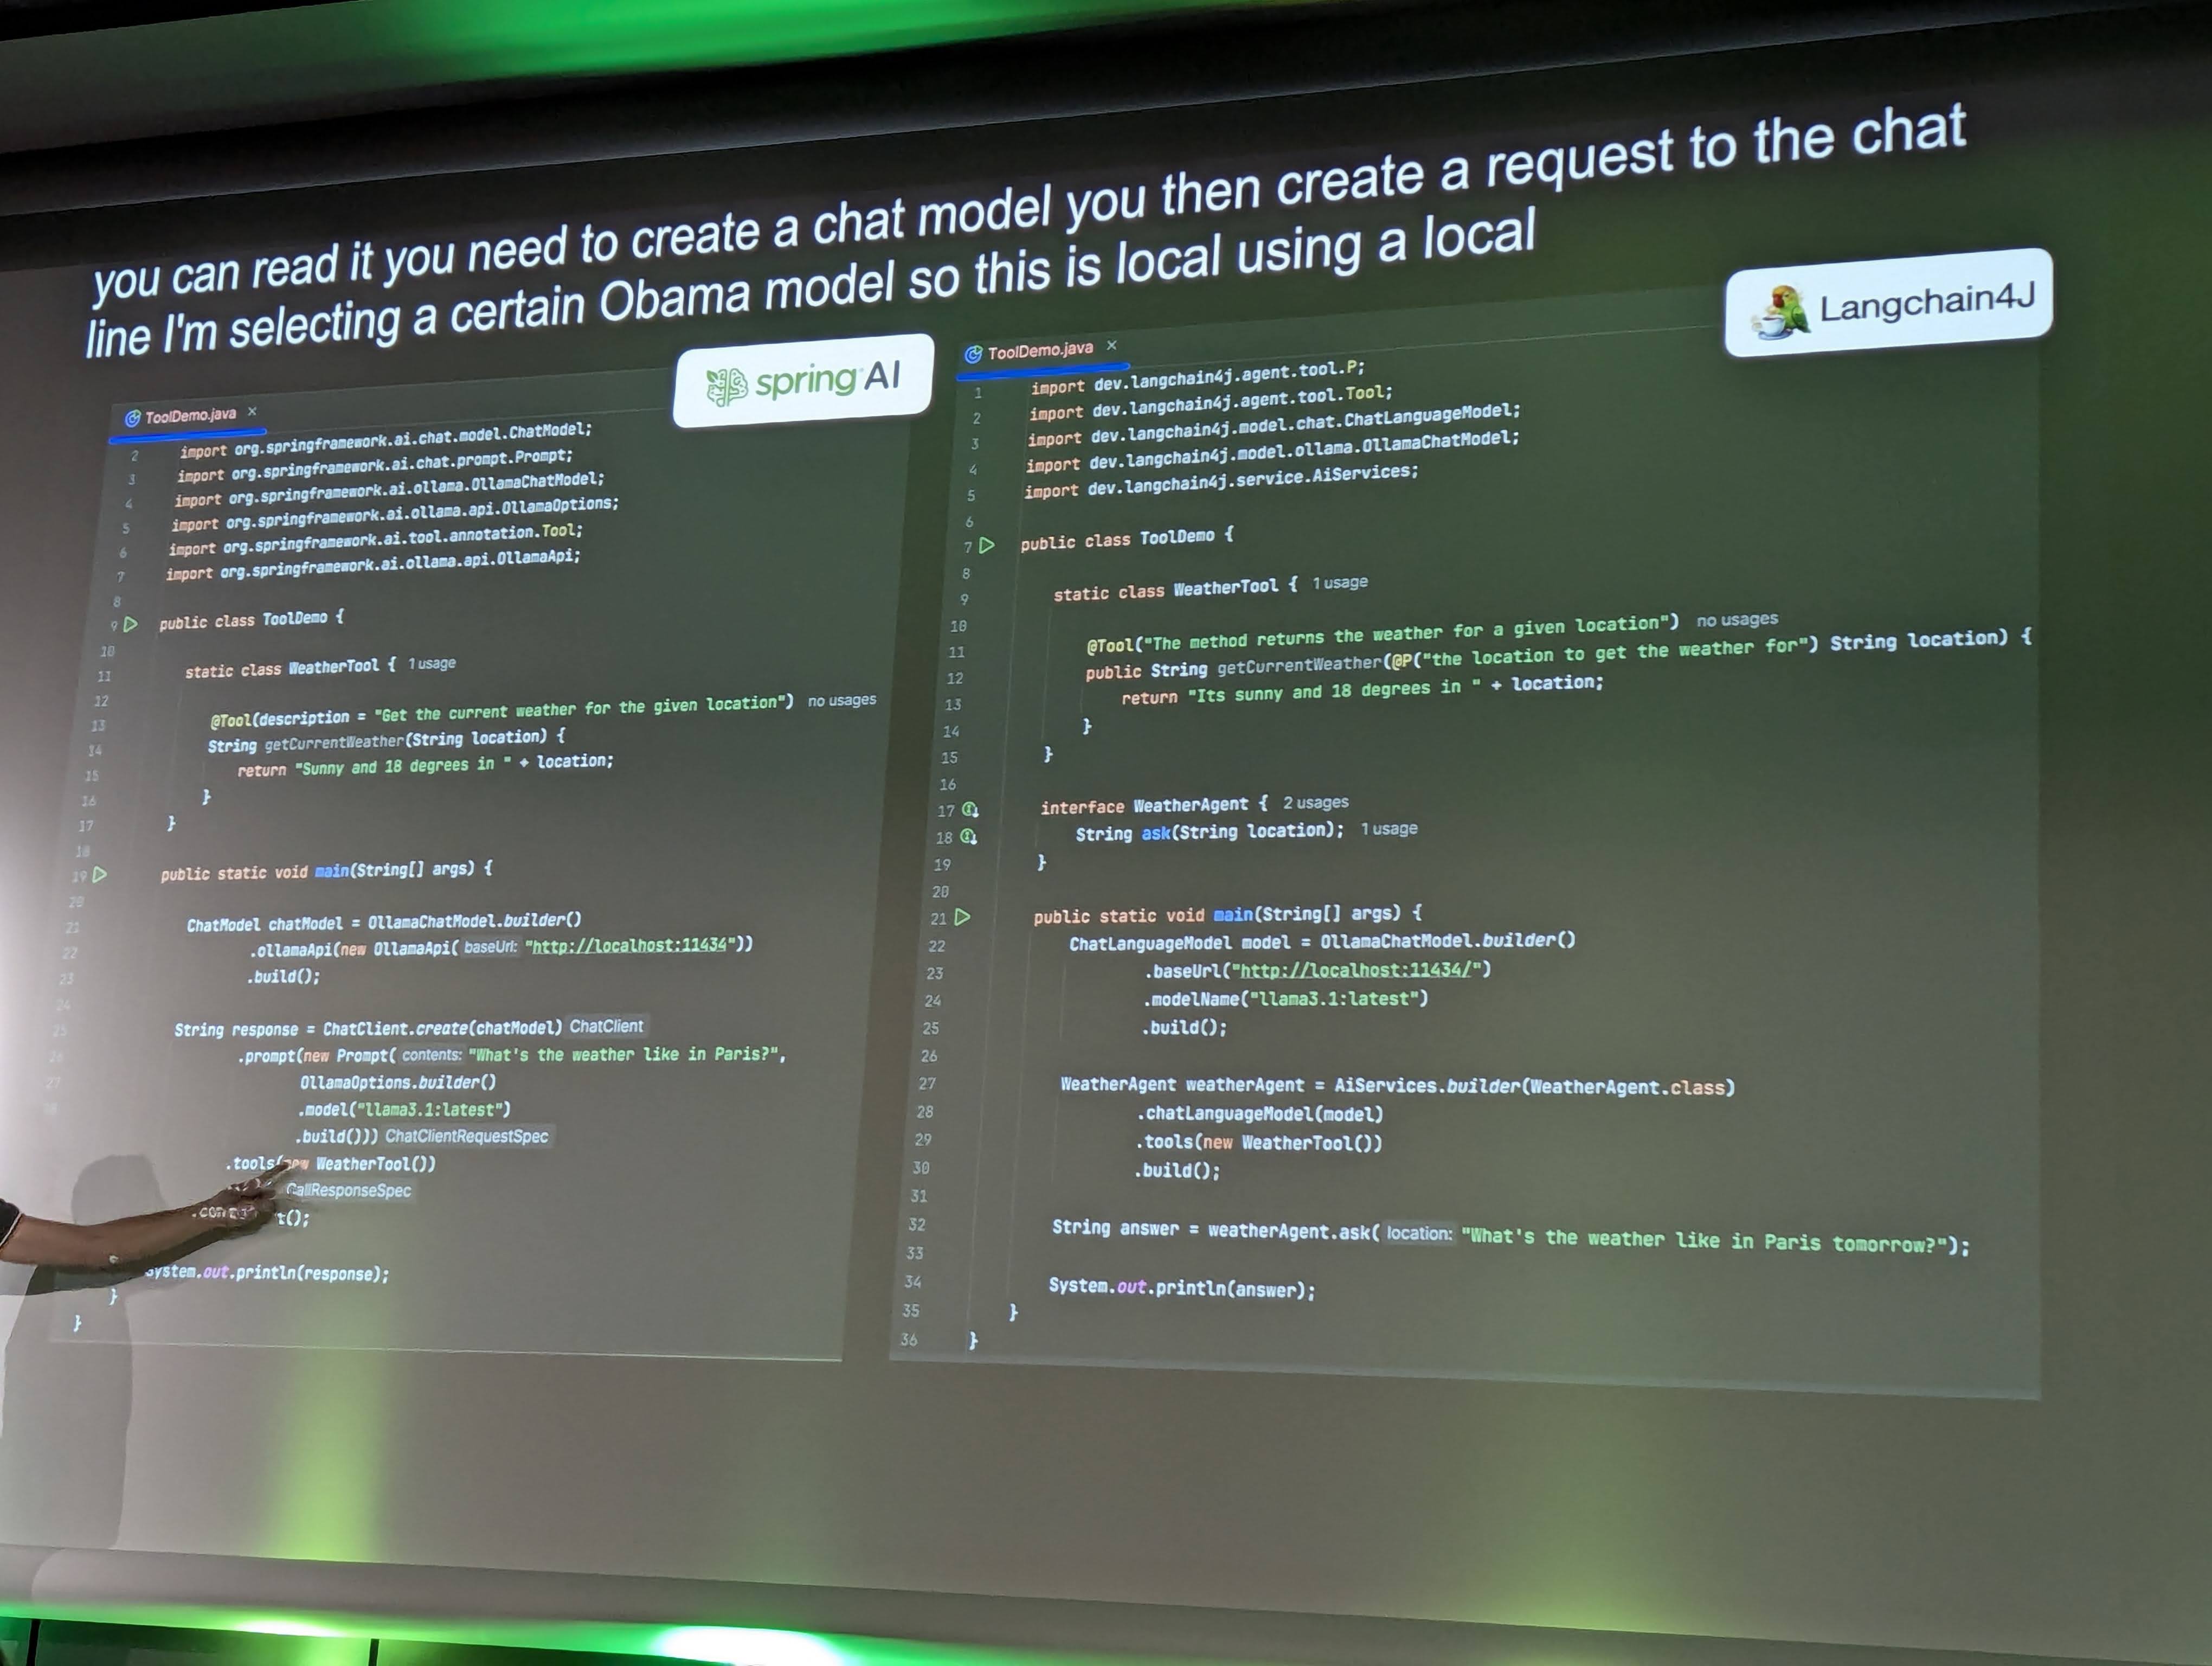 you can read it you need to create a chat model you then create a request to the chat
line I'm selecting a certain Obama model so this is local using a local
spring AI
ToolDemo.java ×
2 import org.springframework.ai.chat.model.ChatModel;
3 import org.springframework.ai.chat.prompt.Prompt;
4 import org.springframework.ai.ollama.OllamaChatModel;
5 import org.springframework.ai.ollama.api.OllamaOptions;
6 import org.springframework.ai.tool.annotation.Tool;
7 import org.springframework.ai.ollama.api.OllamaApi;
8
9 public class ToolDemo {
10
11 static class WeatherTool { 1 usage
12
13 @Tool(description = "Get the current weather for the given location") no usages
14 String getCurrentWeather(String location) {
15 return "Sunny and 18 degrees in " + location;
16 }
17 }
18
19 public static void main(String[] args) {
20
21 ChatModel chatModel = OllamaChatModel.builder()
22 .ollamaApi(new OllamaApi( baseUrl: "http://localhost:11434"))
23 .build();
24
25 String response = ChatClient.create(chatModel) ChatClient
26 .prompt(new Prompt( contents: "What's the weather like in Paris?",
27 OllamaOptions.builder()
.model("llama3.1:latest")
.build())) ChatClientRequestSpec
.tools(new WeatherTool())
CallResponseSpec
t();
System.out.println(response);
}
}
Langchain4J
ToolDemo.java ×
1 import dev.langchain4j.agent.tool.P;
2 import dev.langchain4j.agent.tool.Tool;
3 import dev.langchain4j.model.chat.ChatLanguageModel;
4 import dev.langchain4j.model.ollama.OllamaChatModel;
5 import dev.langchain4j.service.AiServices;
6
7 public class ToolDemo {
8
9 static class WeatherTool { 1 usage
10
11 @Tool("The method returns the weather for a given location") no usages
12 public String getCurrentWeather(@P("the location to get the weather for") String location) {
13 return "Its sunny and 18 degrees in " + location;
14 }
15 }
16
17 interface WeatherAgent { 2 usages
18 String ask(String location); 1 usage
19 }
20
21 public static void main(String[] args) {
22 ChatLanguageModel model = OllamaChatModel.builder()
23 .baseUrl("http://localhost:11434/")
24 .modelName("llama3.1:latest")
25 .build();
26
27 WeatherAgent weatherAgent = AiServices.builder(WeatherAgent.class)
28 .chatLanguageModel(model)
29 .tools(new WeatherTool())
30 .build();
31
32 String answer = weatherAgent.ask( location: "What's the weather like in Paris tomorrow?");
33
34 System.out.println(answer);
35 }
36 }